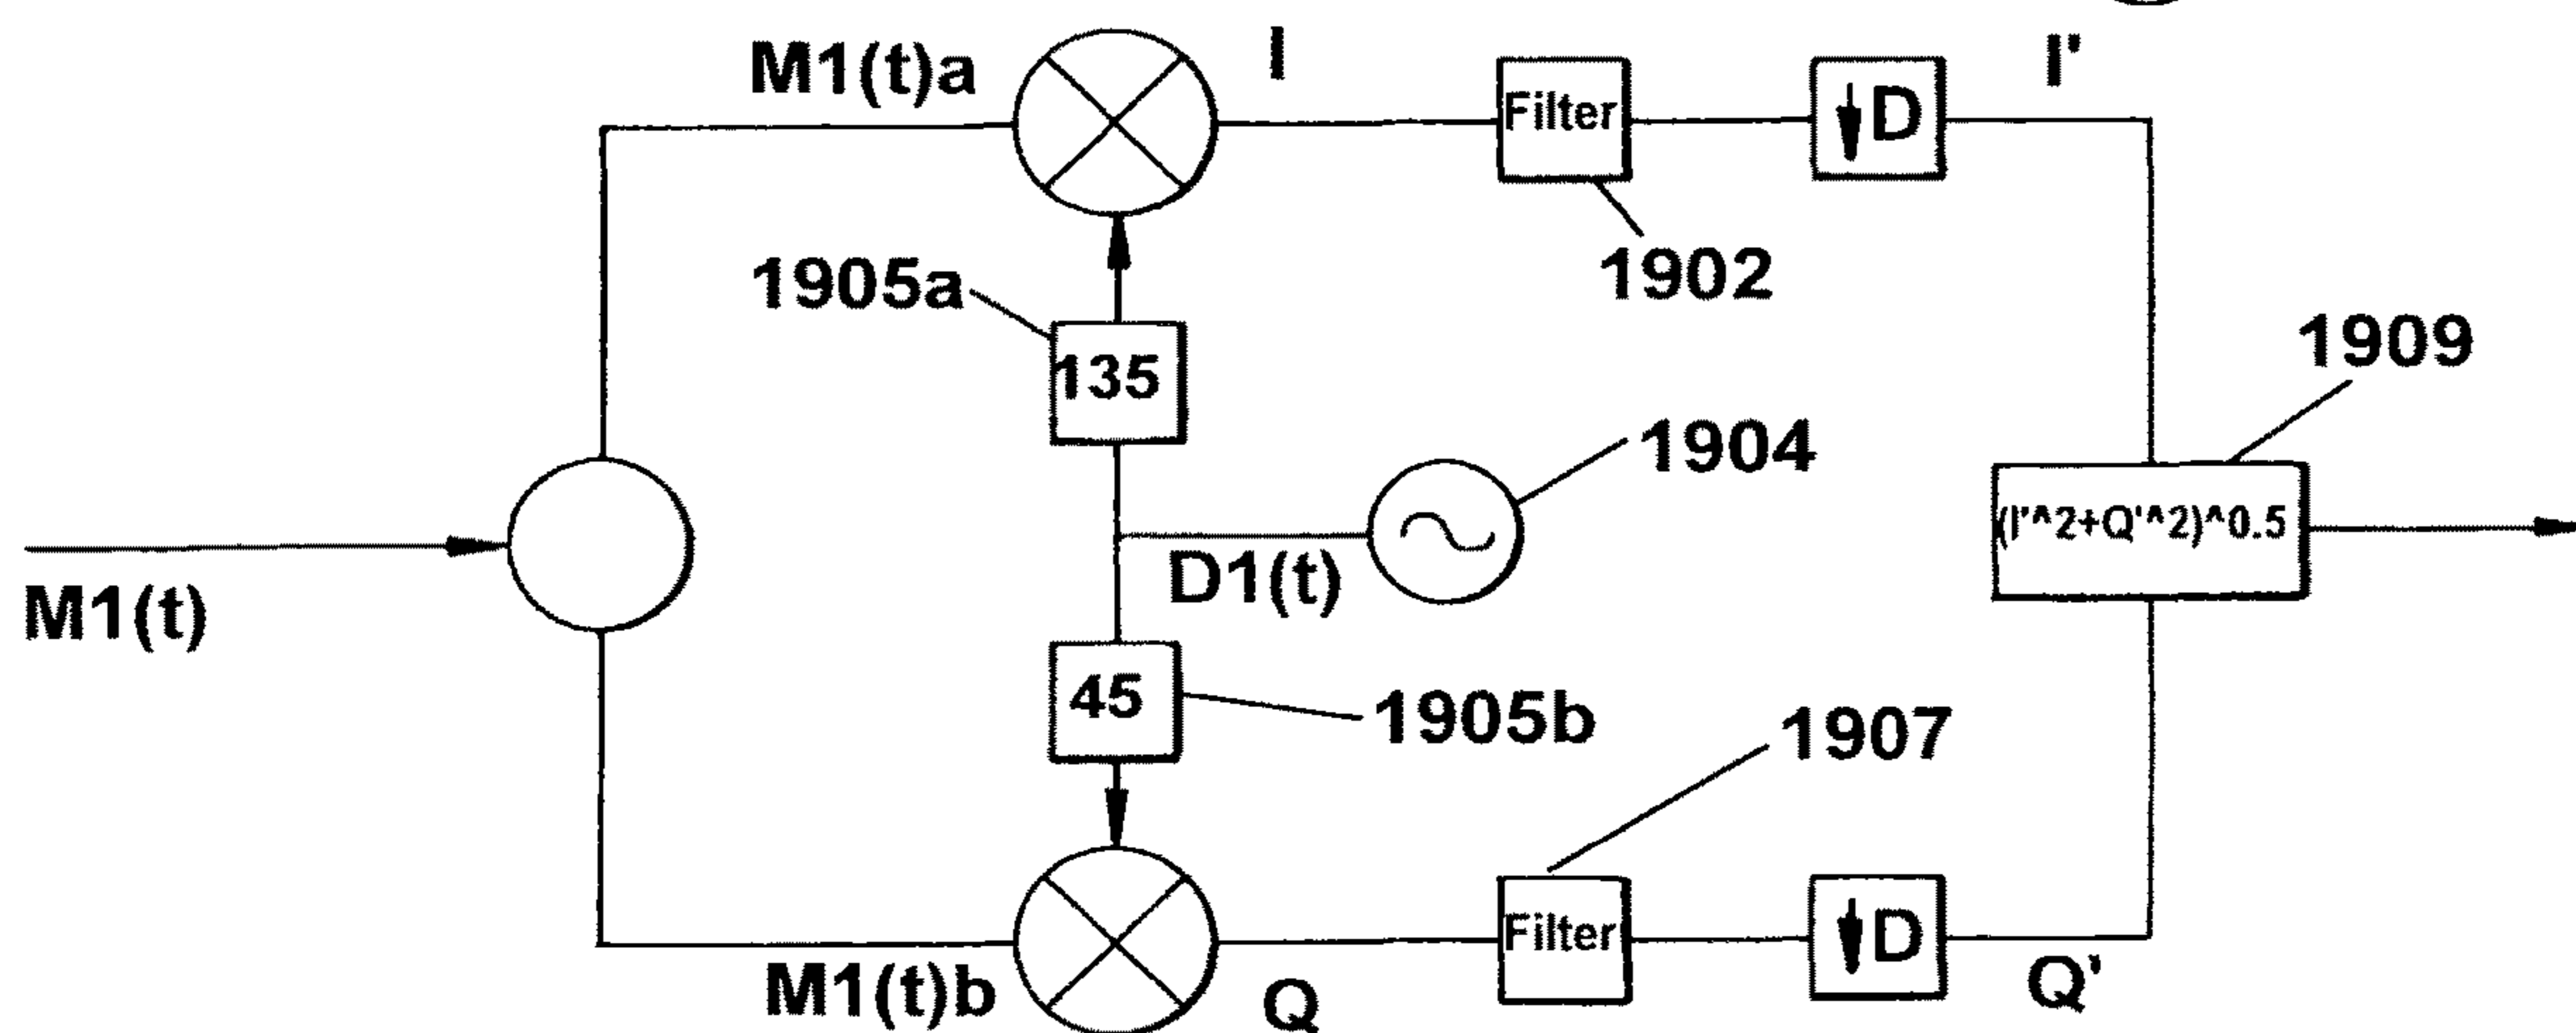 M1(t)a
I
Filter
D
I'
1905a
1902
135
1909
1904
M1(t)
D1(t)
(I'^2+Q'^2)^0.5
45
1905b
1907
M1(t)b
Q
Filter
D
Q'